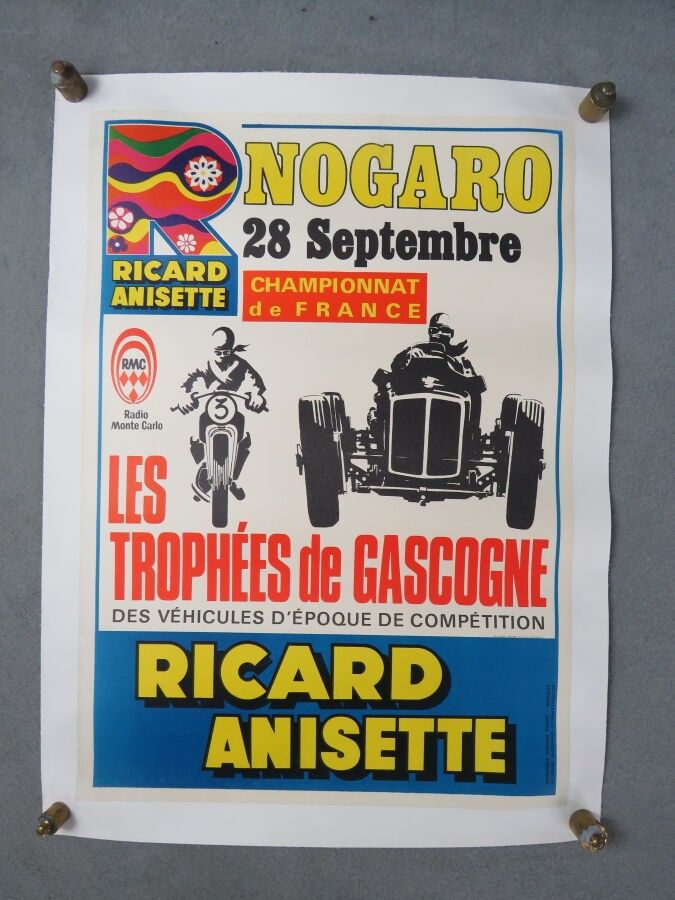 NOGARO
28 Septembre
RICARD
ANISETTE
CHAMPIONNAT
de FRANCE
RMC
Radio
Monte Carlo
3
LES
TROPHÉES de GASCOGNE
DES VÉHICULES D'ÉPOQUE DE COMPÉTITION
RICARD
ANISETTE